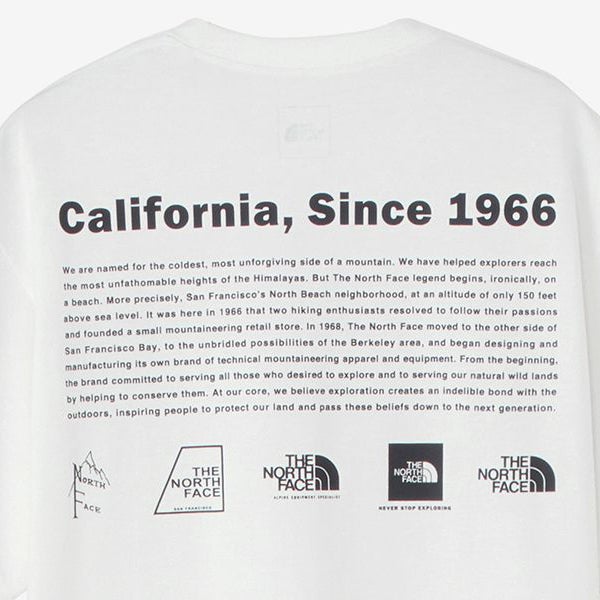 THE
NORTH
FACE
California, Since 1966
We are named for the coldest, most unforgiving side of a mountain. We have helped explorers reach
the most unfathomable heights of the Himalayas. But The North Face legend begins, ironically, on
a beach. More precisely, San Francisco's North Beach neighborhood, at an altitude of only 150 feet
above sea level. It was here in 1966 that two hiking enthusiasts resolved to follow their passions
and founded a small mountaineering retail store. In 1968, The North Face moved to the other side of
San Francisco Bay, to the unbridled possibilities of the Berkeley area, and began designing and
manufacturing its own brand of technical mountaineering apparel and equipment. From the beginning,
the brand committed to serving all those who desired to explore and to serving our natural wild lands
by helping to conserve them. At our core, we believe exploration creates an indelible bond with the
outdoors, inspiring people to protect our land and pass these beliefs down to the next generation.
North
Face
THE
NORTH
FACE
SAN FRANCISCO
THE
NORTH
FACE
ALPINE EQUIPMENT SPECIALIST
THE
NORTH
FACE
NEVER STOP EXPLORING
THE
NORTH
FACE